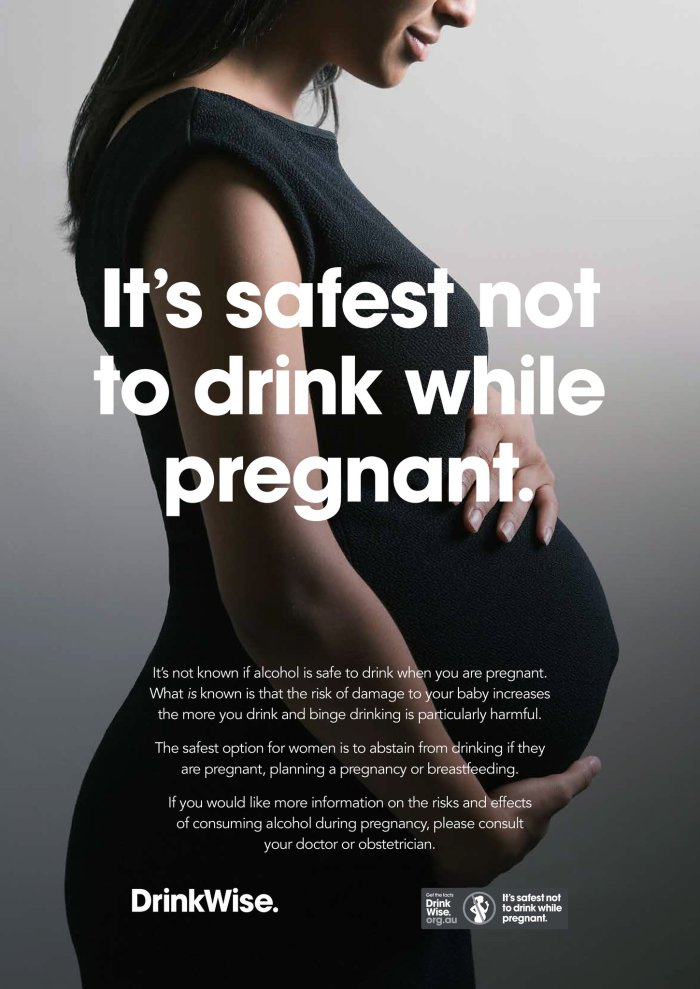 It's safest not
to drink while
pregnant.
It's not known if alcohol is safe to drink when you are pregnant.
What is known is that the risk of damage to your baby increases
the more you drink and binge drinking is particularly harmful.
The safest option for women is to abstain from drinking if they
are pregnant, planning a pregnancy or breastfeeding.
If you would like more information on the risks and effects
of consuming alcohol during pregnancy, please consult
your doctor or obstetrician.
DrinkWise.
Get the facts
Drink
Wise.
org.au
It's safest not
to drink while
pregnant.